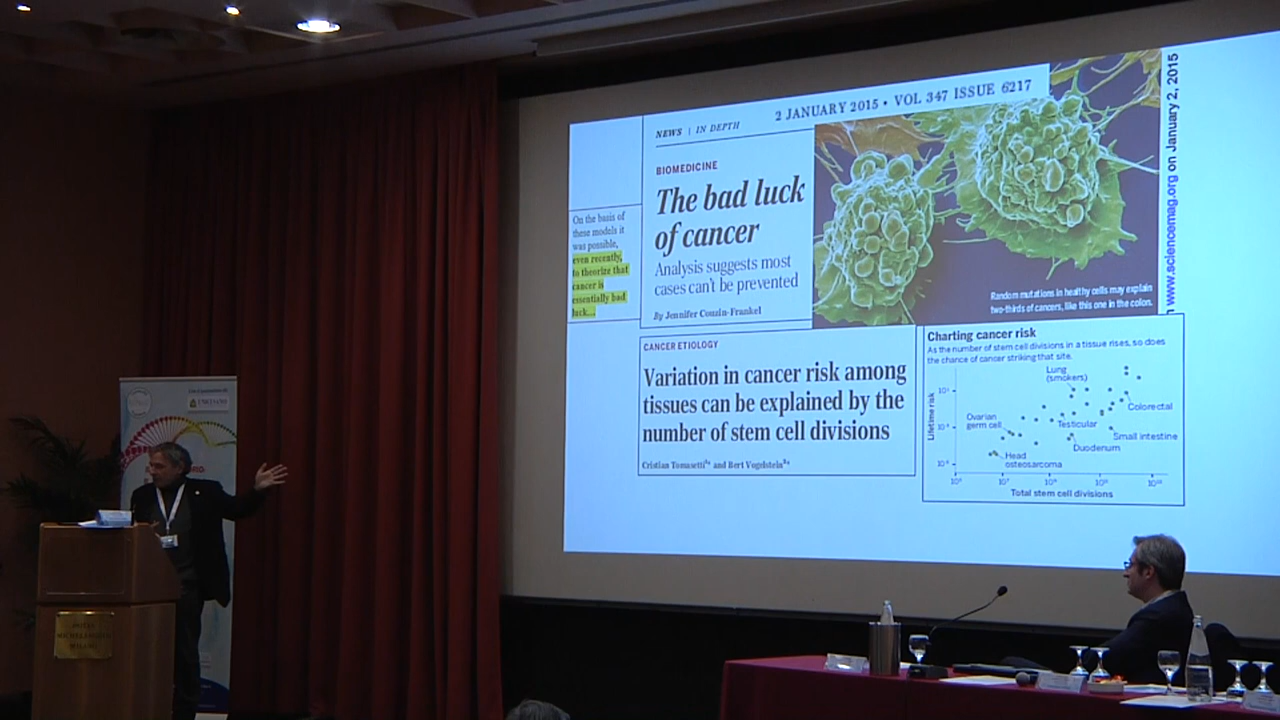 2 JANUARY 2015 • VOL 347 ISSUE 6217
NEWS | IN DEPTH
BIOMEDICINE
The bad luck
of cancer
Analysis suggests most
cases can't be prevented
By Jennifer Couzin-Frankel
On the basis of
these models it
was possible,
even recently,
to theorize that
cancer is
essentially bad
luck...
Random mutations in healthy cells may explain
two-thirds of cancers, like this one in the colon.
www.sciencemag.org on January 2, 2015
CANCER ETIOLOGY
Variation in cancer risk among
tissues can be explained by the
number of stem cell divisions
Cristian Tomasetti and Bert Vogelstein
Charting cancer risk
As the number of stem cell divisions in a tissue rises, so does
the chance of cancer striking that site.
Lifetime risk
Lung
(smokers)
Colorectal
Ovarian
germ cell
Testicular
Small intestine
Duodenum
Head
osteosarcoma
Total stem cell divisions